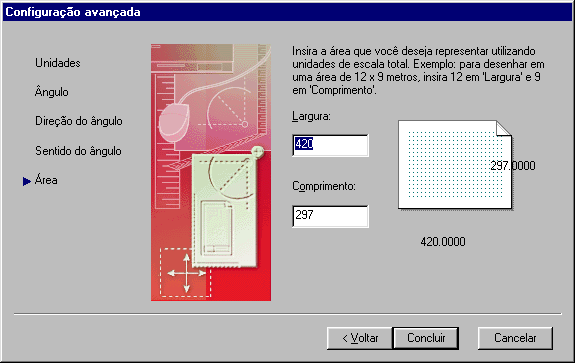 Configuração avançada
Unidades
Ângulo
Direção do ângulo
Sentido do ângulo
Área
Insira a área que você deseja representar utilizando
unidades de escala total. Exemplo: para desenhar em
uma área de 12 x 9 metros, insira 12 em 'Largura' e 9
em 'Comprimento'.
Largura:
420
Comprimento:
297
297.0000
420.0000
< Voltar
Concluir
Cancelar